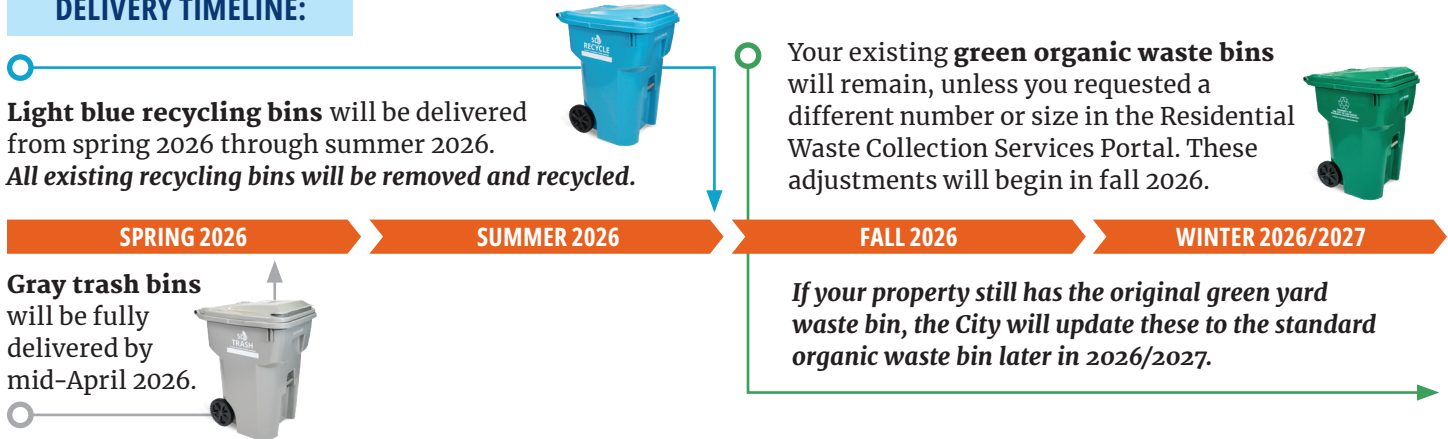 DELIVERY TIMELINE:
Light blue recycling bins will be delivered
from spring 2026 through summer 2026.
All existing recycling bins will be removed and recycled.
SD
RECYCLE
Your existing green organic waste bins
will remain, unless you requested a
different number or size in the Residential
Waste Collection Services Portal. These
adjustments will begin in fall 2026.
SPRING 2026
SUMMER 2026
FALL 2026
WINTER 2026/2027
Gray trash bins
will be fully
delivered by
mid-April 2026.
SD
TRASH
If your property still has the original green yard
waste bin, the City will update these to the standard
organic waste bin later in 2026/2027.